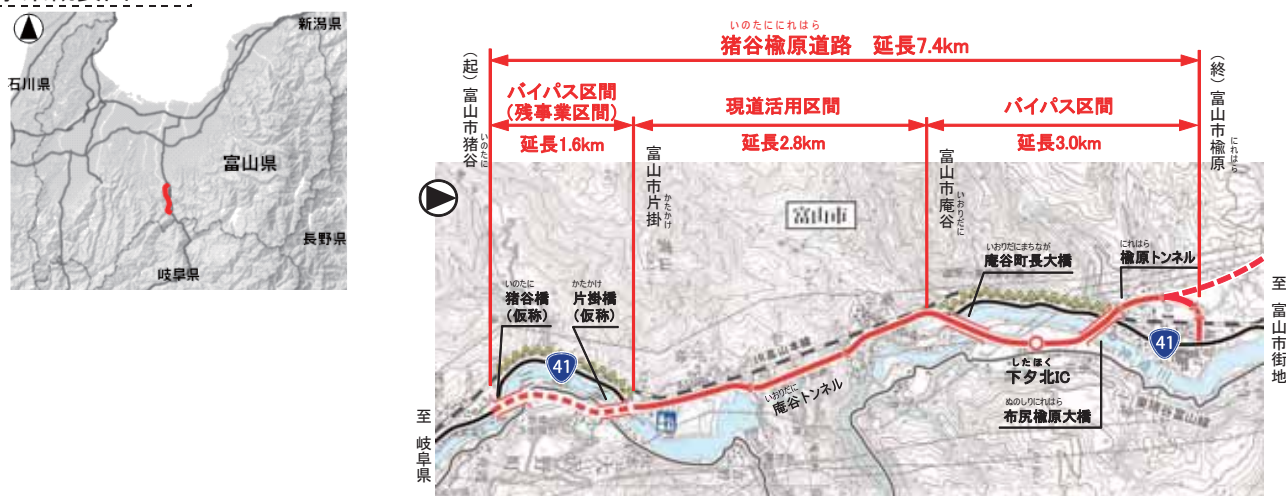 新潟県
石川県
富山県
長野県
岐阜県
いのたににれはら
猪谷楡原道路 延長7.4km
(起)富山市猪谷
いのたに
バイパス区間
(残事業区間)
延長1.6km
現道活用区間
延長2.8km
バイパス区間
延長3.0km
(終)富山市楡原
にれはら
富山市片掛
かたかけ
富山市庵谷
いおりだに
富山市
いのたに
猪谷橋
(仮称)
かたかけ
片掛橋
(仮称)
41
JR高山本線
いおりだに
庵谷トンネル
いおりだにまちなが
庵谷町長大橋
にれはら
楡原トンネル
したほく
下夕北IC
ぬのしりにれはら
布尻楡原大橋
41
至 岐阜県
至 富山市街地